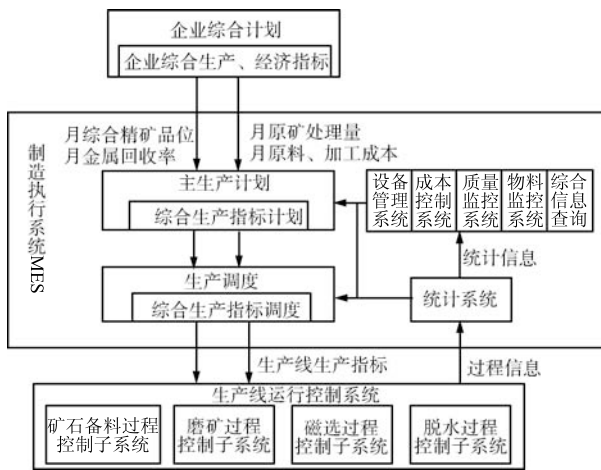 企业综合计划
企业综合生产、经济指标
月综合精矿品位
月金属回收率
月原矿处理量
月原料、加工成本
制造执行系统MES
主生产计划
综合生产指标计划
设备
管理
系统
成本
控制
系统
质量
监控
系统
物料
监控
系统
综合
信息
查询
统计信息
生产调度
综合生产指标调度
统计系统
生产线生产指标
过程信息
生产线运行控制系统
矿石备料过程
控制子系统
磨矿过程
控制子系统
磁选过程
控制子系统
脱水过程
控制子系统